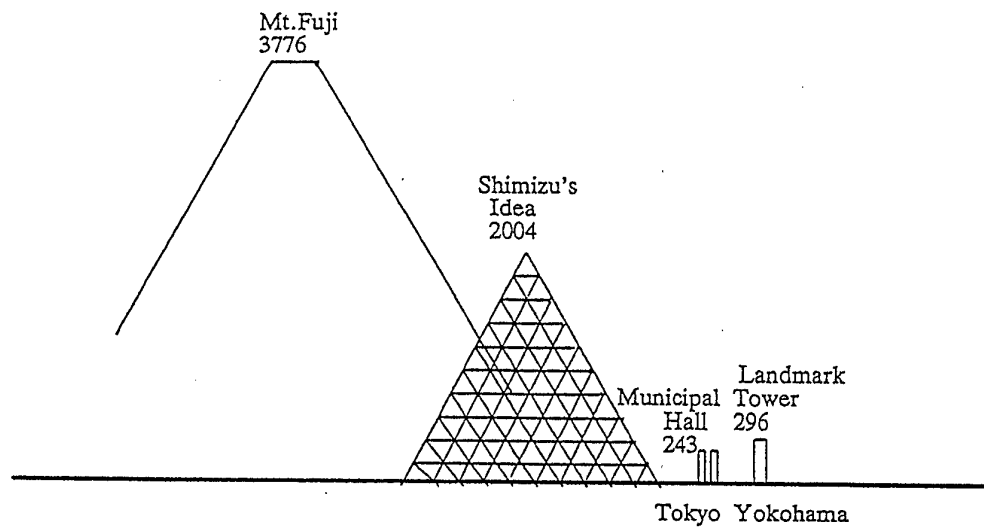 Mt.Fuji
3776
Shimizu's
Idea
2004
Municipal
Hall
243
Landmark
Tower
296
Tokyo
Yokohama